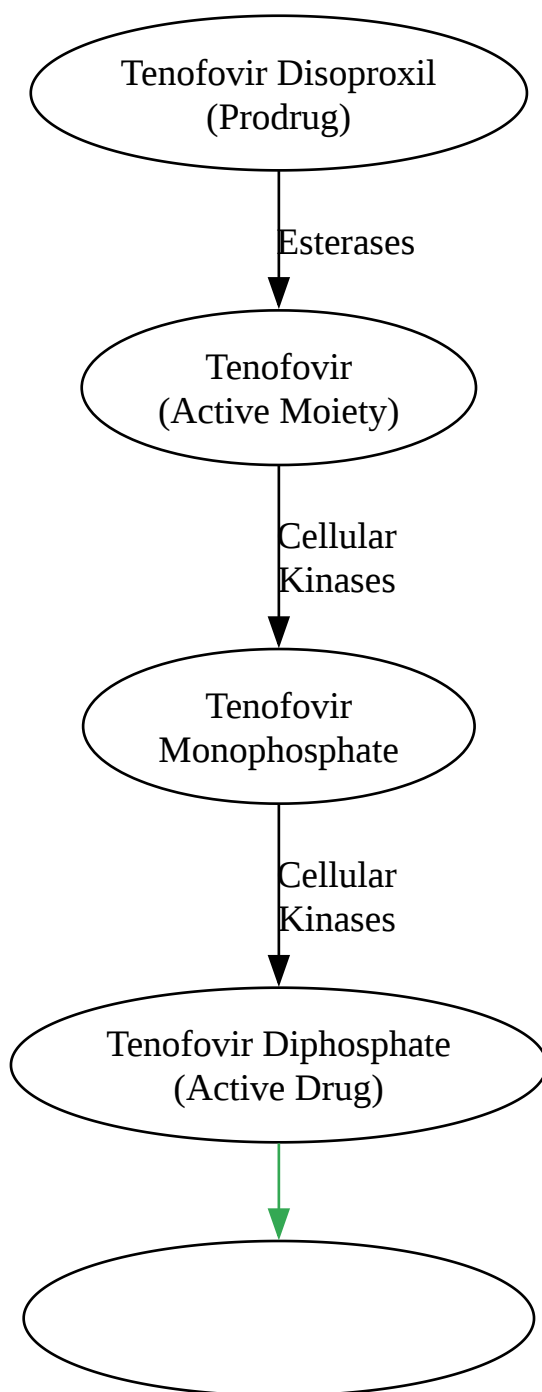 Tenofovir Disoproxil
(Prodrug)
Esterases
Tenofovir
(Active Moiety)
Cellular
Kinases
Tenofovir
Monophosphate
Cellular
Kinases
Tenofovir Diphosphate
(Active Drug)